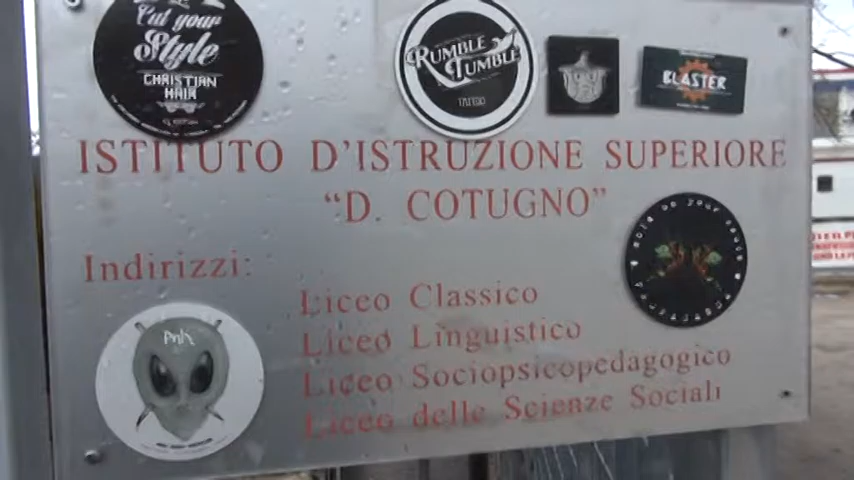 Cut your
Style
CHRISTIAN
HAIR
RUMBLE
TUMBLE
TATTOO
BLASTER
ISTITUTO D'ISTRUZIONE SUPERIORE
“D. COTUGNO”
Indirizzi:
Liceo Classico
Liceo Linguistico
Liceo Sociopsicopedagogico
Liceo delle Scienze Sociali